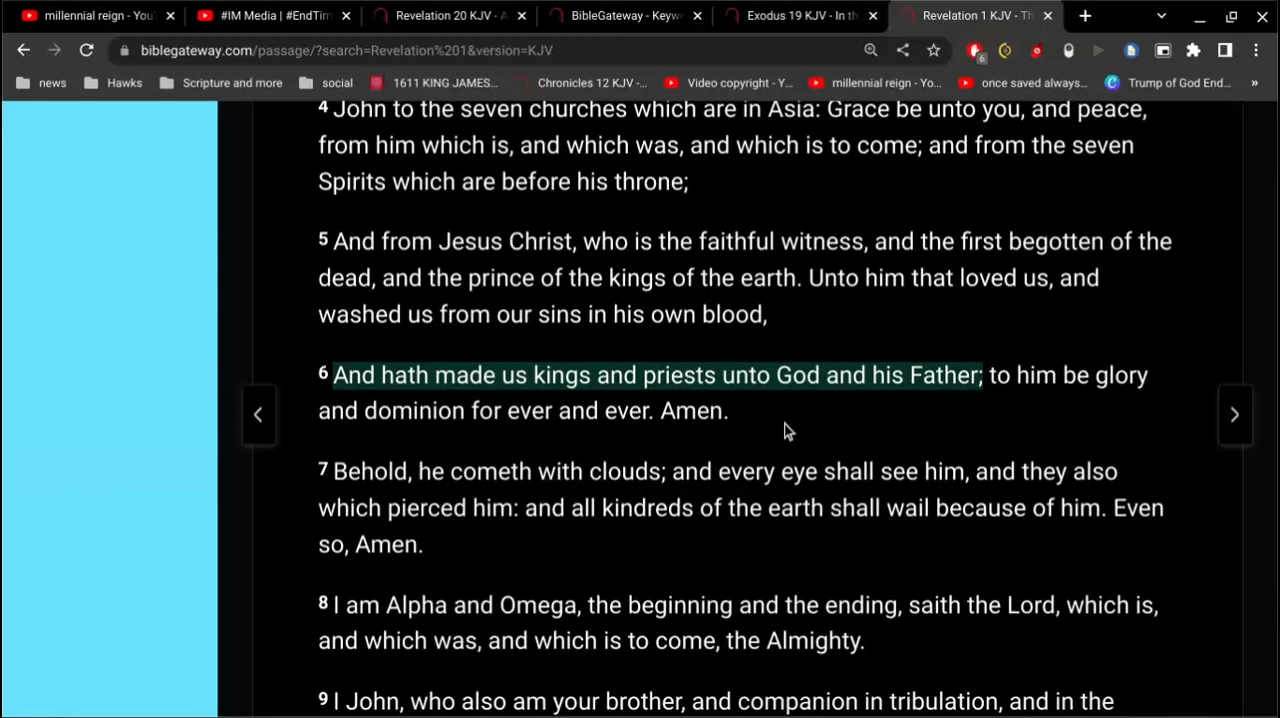 millennial reign - You
#IM Media | #EndTim
Revelation 20 KJV - A
BibleGateway - Keyw
Exodus 19 KJV - In th
Revelation 1 KJV - Th
biblegateway.com/passage/?search=Revelation%201&version=KJV
6
news
Hawks
Scripture and more
social
1611 KING JAMES...
Chronicles 12 KJV -...
Video copyright - Y...
millennial reign - Yo...
once saved always...
Trump of God End...
»
4 John to the seven churches which are in Asia: Grace be unto you, and peace,
from him which is, and which was, and which is to come; and from the seven
Spirits which are before his throne;
5 And from Jesus Christ, who is the faithful witness, and the first begotten of the
dead, and the prince of the kings of the earth. Unto him that loved us, and
washed us from our sins in his own blood,
6 And hath made us kings and priests unto God and his Father; to him be glory
and dominion for ever and ever. Amen.
7 Behold, he cometh with clouds; and every eye shall see him, and they also
which pierced him: and all kindreds of the earth shall wail because of him. Even
so, Amen.
8 I am Alpha and Omega, the beginning and the ending, saith the Lord, which is,
and which was, and which is to come, the Almighty.
9 I John, who also am your brother, and companion in tribulation, and in the